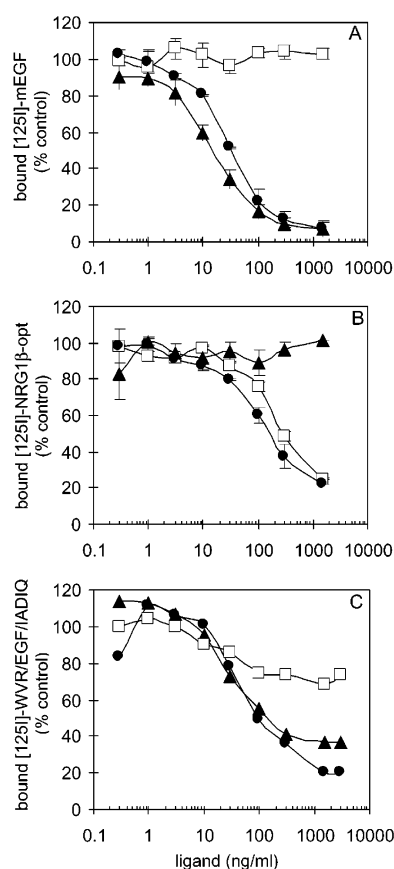 A
bound [125I]-mEGF
(% control)
120
100
80
60
40
20
0
0.1 1 10 100 1000 10000
B
bound [125I]-NRG1β-opt
(% control)
120
100
80
60
40
20
0
0.1 1 10 100 1000 10000
C
bound [125I]-WVR/EGF/IADIQ
(% control)
120
100
80
60
40
20
0
0.1 1 10 100 1000 10000
ligand (ng/ml)